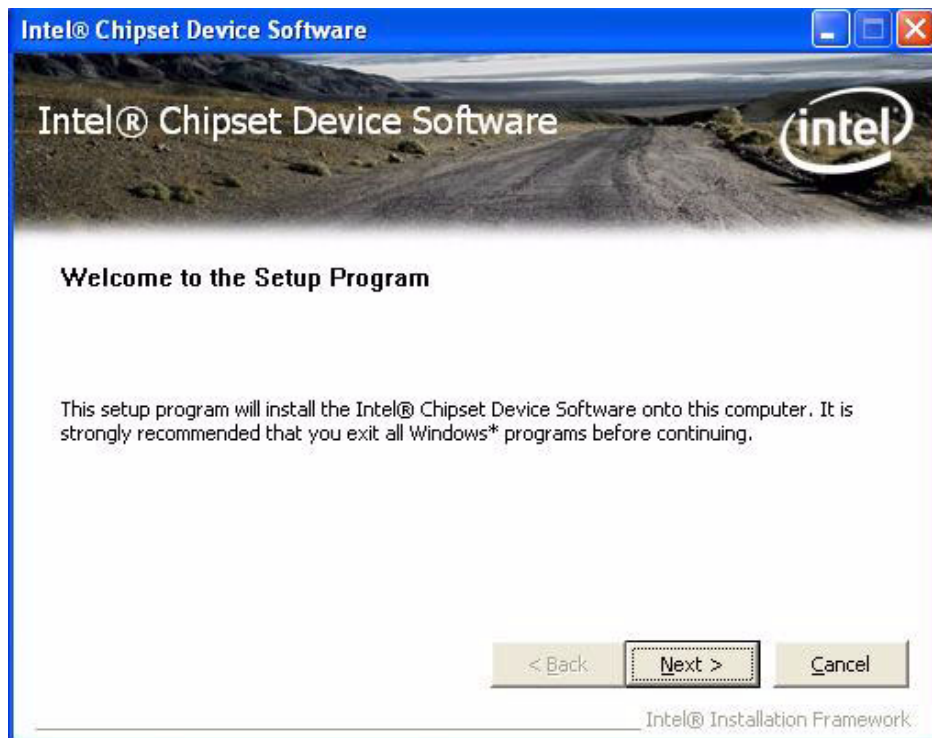 Intel® Chipset Device Software
Intel® Chipset Device Software
intel
Welcome to the Setup Program
This setup program will install the Intel® Chipset Device Software onto this computer. It is
strongly recommended that you exit all Windows* programs before continuing.
< Back Next > Cancel
Intel® Installation Framework